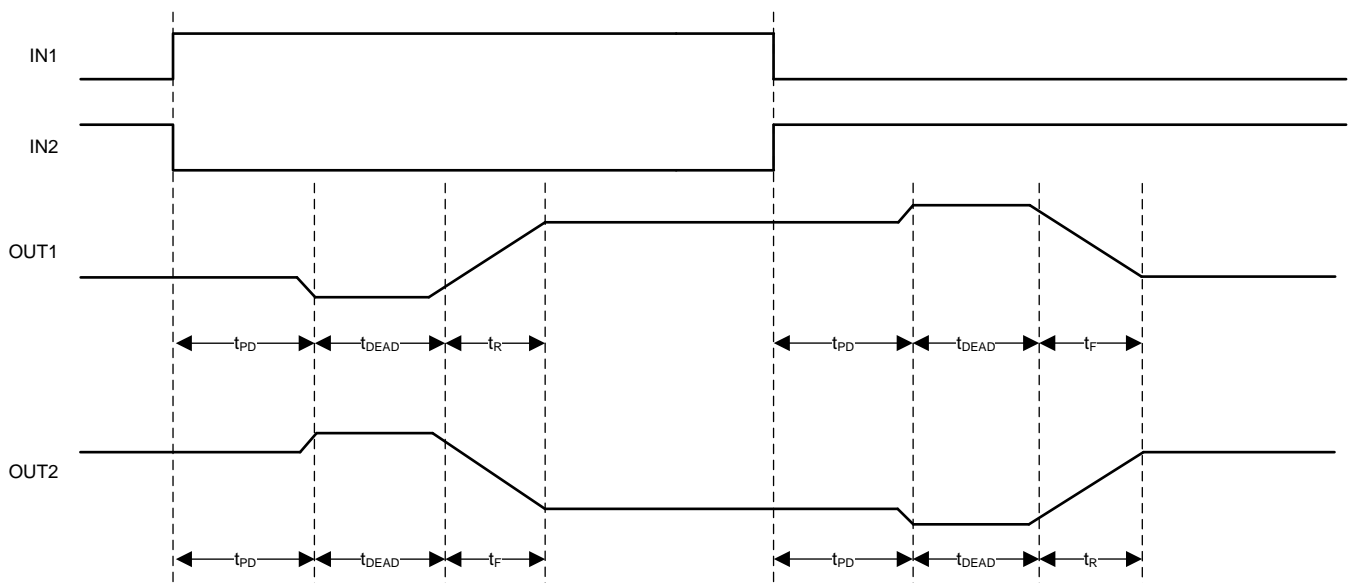 IN1
IN2
OUT1
tPD tDEAD tR tPD tDEAD tF
OUT2
tPD tDEAD tF tPD tDEAD tR